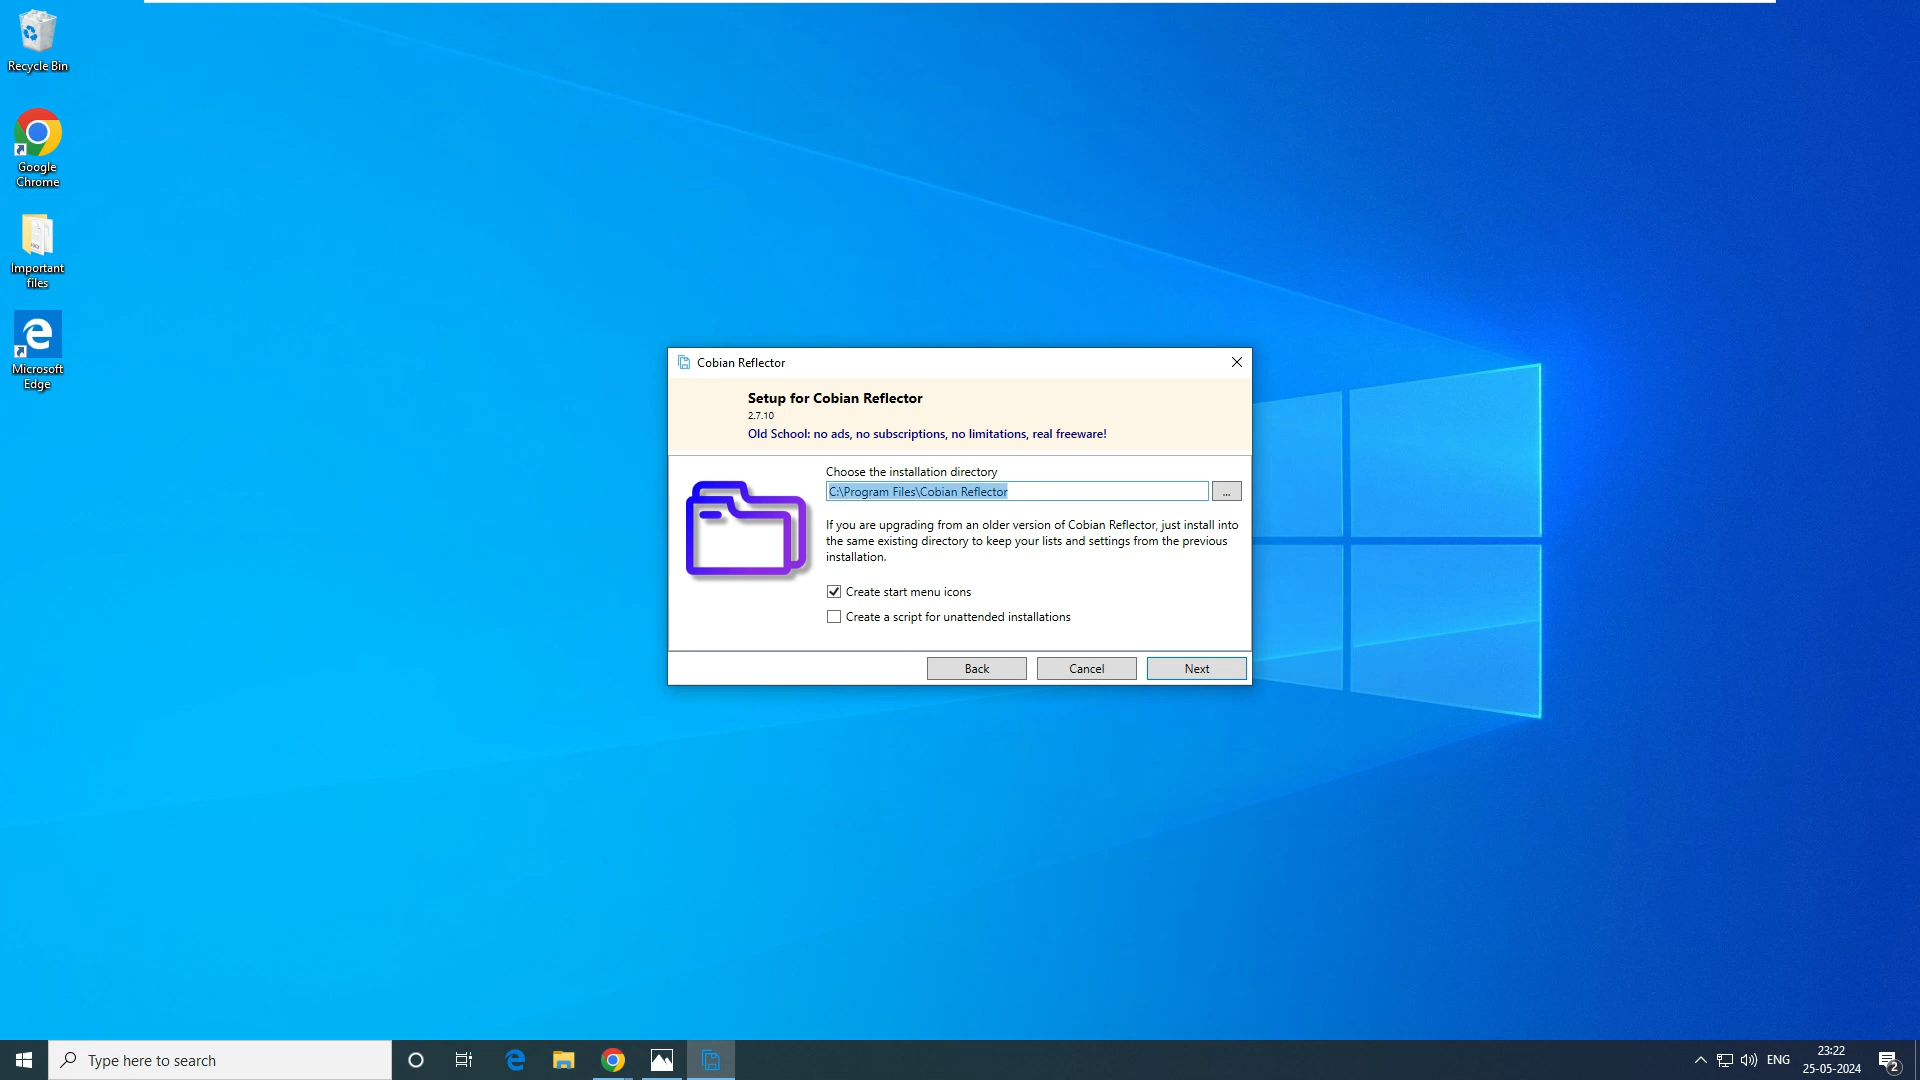 Recycle Bin
Google
Chrome
Important
files
Microsoft
Edge
Cobian Reflector
Setup for Cobian Reflector
2.7.10
Old School: no ads, no subscriptions, no limitations, real freeware!
Choose the installation directory
C:\Program Files\Cobian Reflector
...
If you are upgrading from an older version of Cobian Reflector, just install into
the same existing directory to keep your lists and settings from the previous
installation.
Create start menu icons
Create a script for unattended installations
Back
Cancel
Next
Type here to search
ENG
23:22
25-05-2024
2